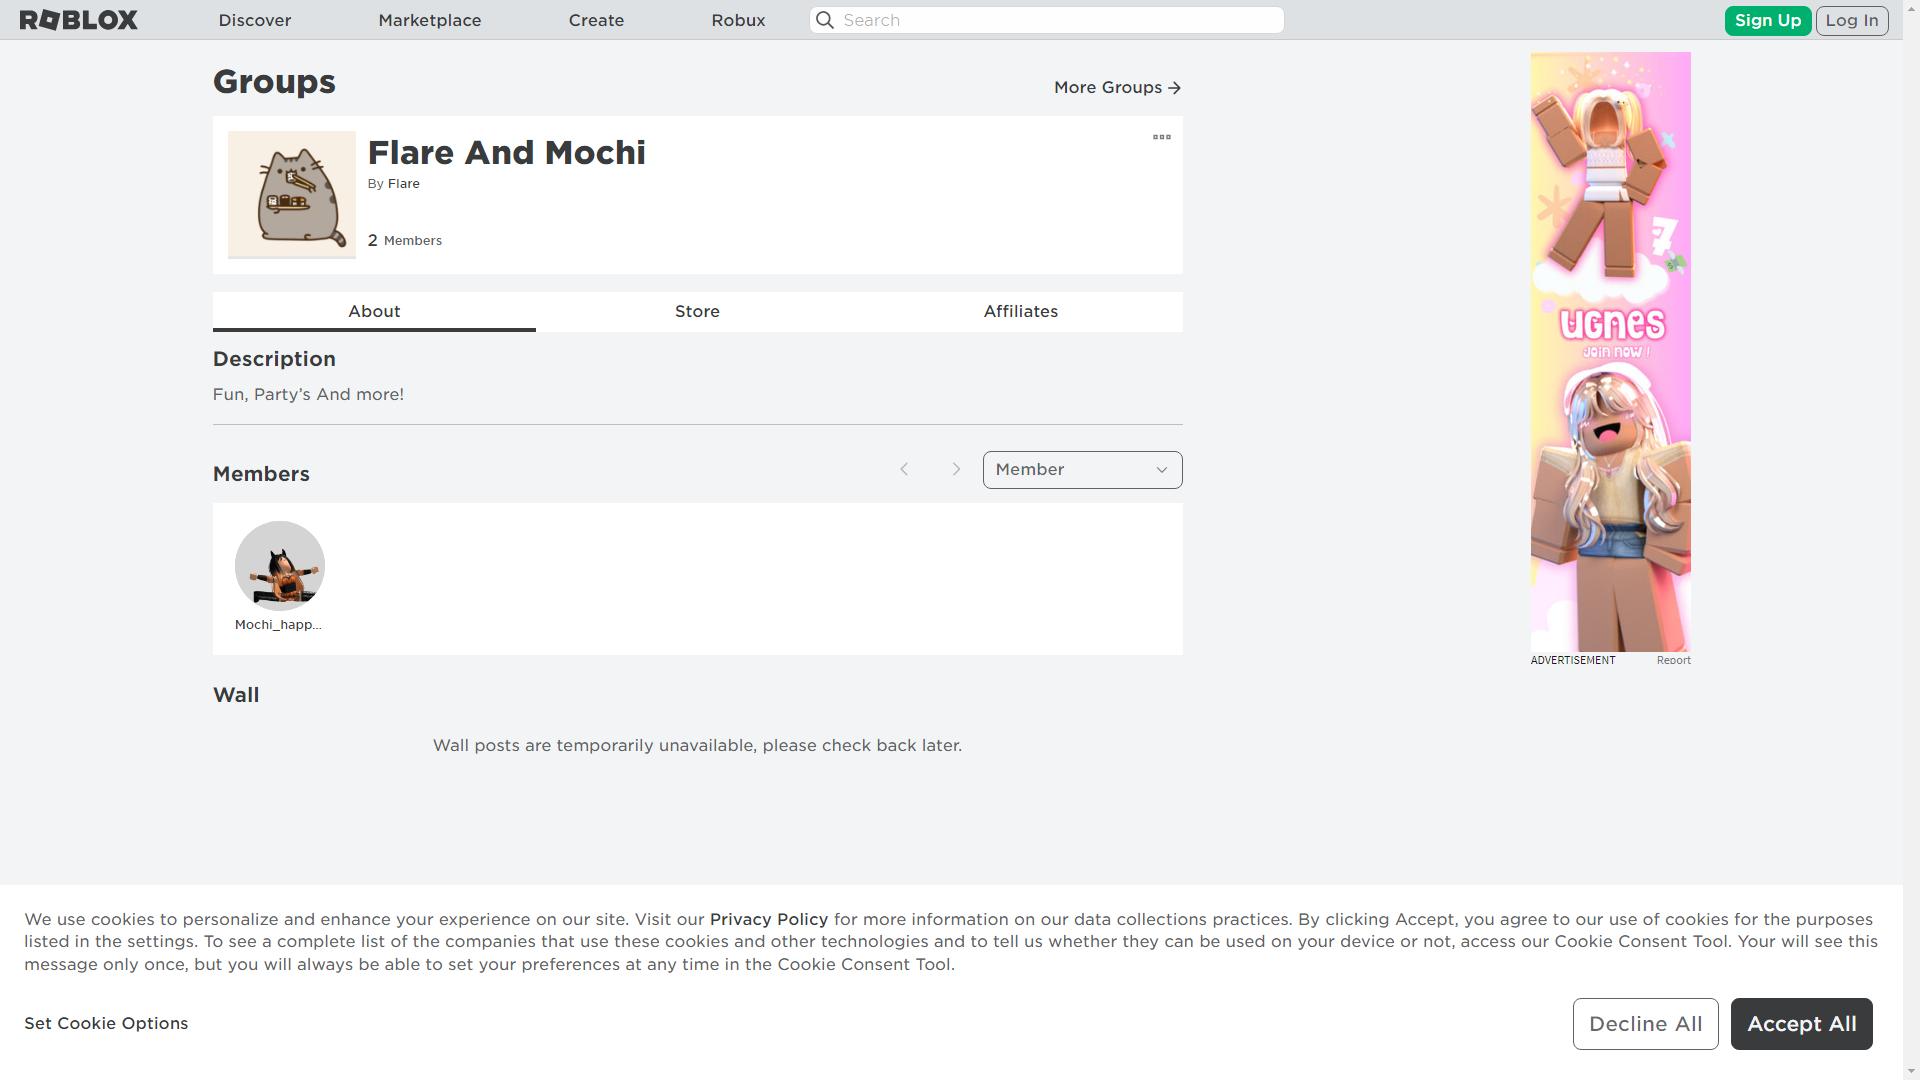 ROBLOX
Discover
Marketplace
Create
Robux
Search
Sign Up
Log In
Groups
More Groups
Flare And Mochi
By Flare
2 Members
About
Store
Affiliates
Description
Fun, Party’s And more!
Members
Member
Mochi_happ...
Wall
Wall posts are temporarily unavailable, please check back later.
7
UGNES
JOIN NOW !
ADVERTISEMENT
Report
We use cookies to personalize and enhance your experience on our site. Visit our Privacy Policy for more information on our data collections practices. By clicking Accept, you agree to our use of cookies for the purposes
listed in the settings. To see a complete list of the companies that use these cookies and other technologies and to tell us whether they can be used on your device or not, access our Cookie Consent Tool. Your will see this
message only once, but you will always be able to set your preferences at any time in the Cookie Consent Tool.
Set Cookie Options
Decline All
Accept All